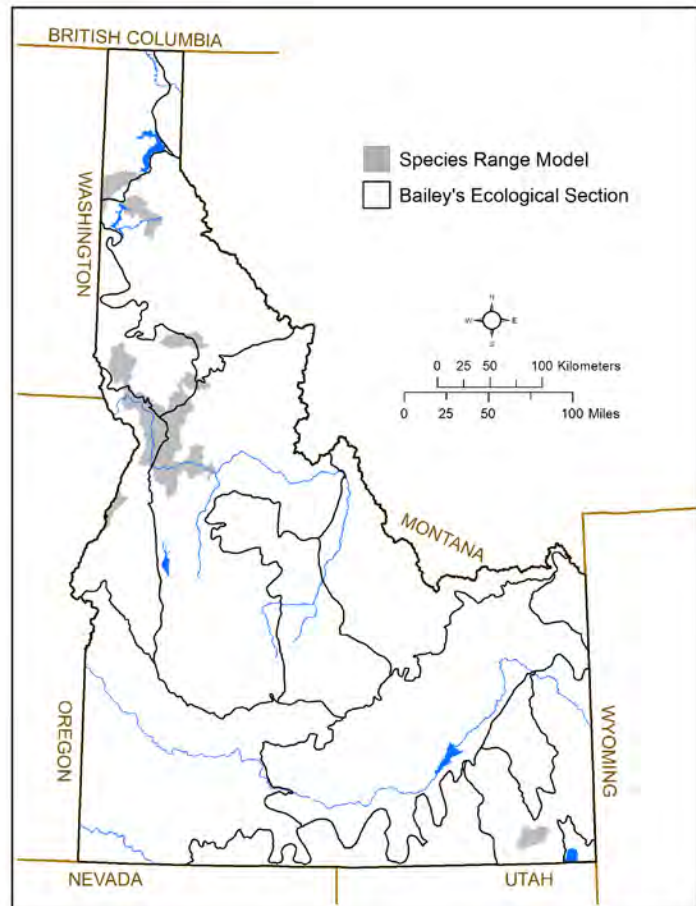 BRITISH COLUMBIA
WASHINGTON
Species Range Model
Bailey's Ecological Section
N
W E
S
0 25 50 100 Kilometers
0 25 50 100 Miles
MONTANA
OREGON
WYOMING
NEVADA
UTAH